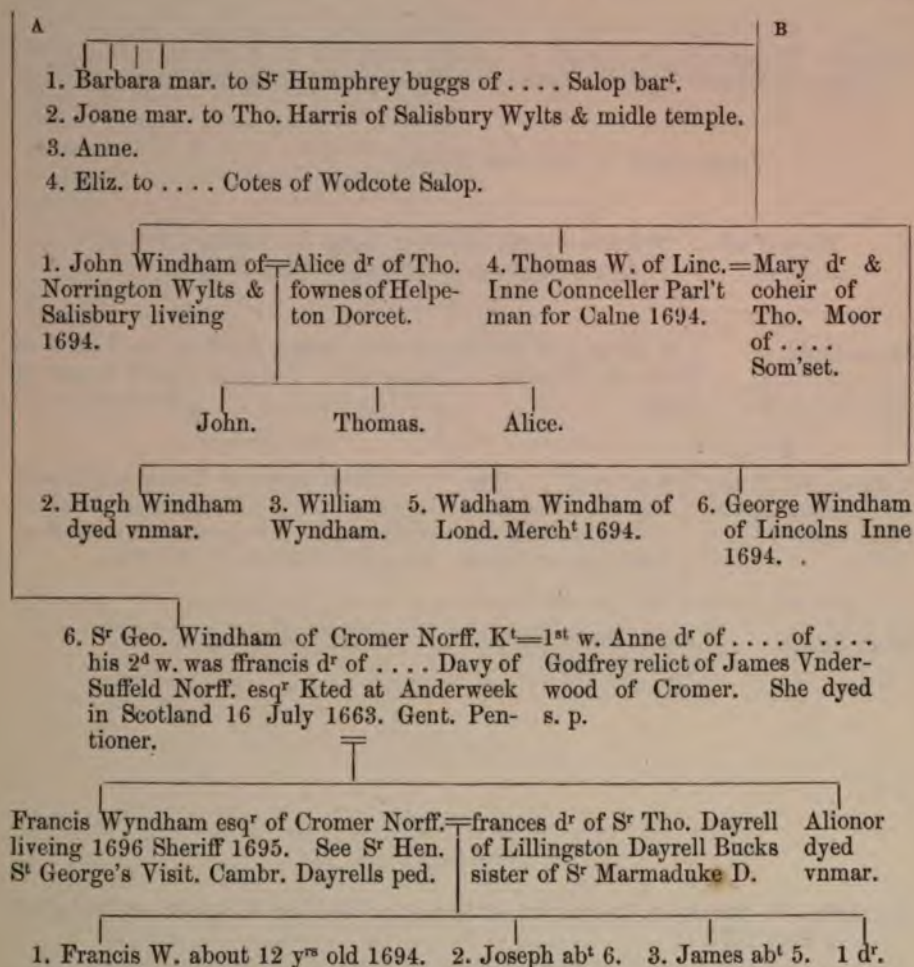 A B
1. Barbara mar. to Sʳ Humphrey buggs of . . . . Salop barᵗ.
2. Joane mar. to Tho. Harris of Salisbury Wylts & midle temple.
3. Anne.
4. Eliz. to . . . . Cotes of Wodcote Salop.
1. John Windham of=Alice dʳ of Tho. 4. Thomas W. of Linc.=Mary dʳ &
Norrington Wylts & fownes of Helpe- Inne Connceller Parl't coheir of
Salisbury liveing ton Dorcet. man for Calne 1694. Tho. Moor
1694. of . . . .
Som'set.
John. Thomas. Alice.
2. Hugh Windham 3. William 5. Wadham Windham of 6. George Windham
dyed vnmar. Wyndham. Lond. Merchᵗ 1694. of Lincolns Inne
1694. .
6. Sʳ Geo. Windham of Cromer Norff. Kᵗ=1ˢᵗ w. Anne dʳ of . . . . of . . . .
his 2ᵈ w. was ffrancis dʳ of . . . . Davy of Godfrey relict of James Vnder-
Suffeld Norff. esqʳ Kted at Anderweek wood of Cromer. She dyed
in Scotland 16 July 1663. Gent. Pen- s. p.
tioner.
Francis Wyndham esqʳ of Cromer Norff.=frances dʳ of Sʳ Tho. Dayrell Alionor
liveing 1696 Sheriff 1695. See Sʳ Hen. of Lillingston Dayrell Bucks dyed
Sᵗ George's Visit. Cambr. Dayrells ped. sister of Sʳ Marmaduke D. vnmar.
1. Francis W. about 12 yʳˢ old 1694. 2. Joseph abᵗ 6. 3. James abᵗ 5. 1 dʳ.